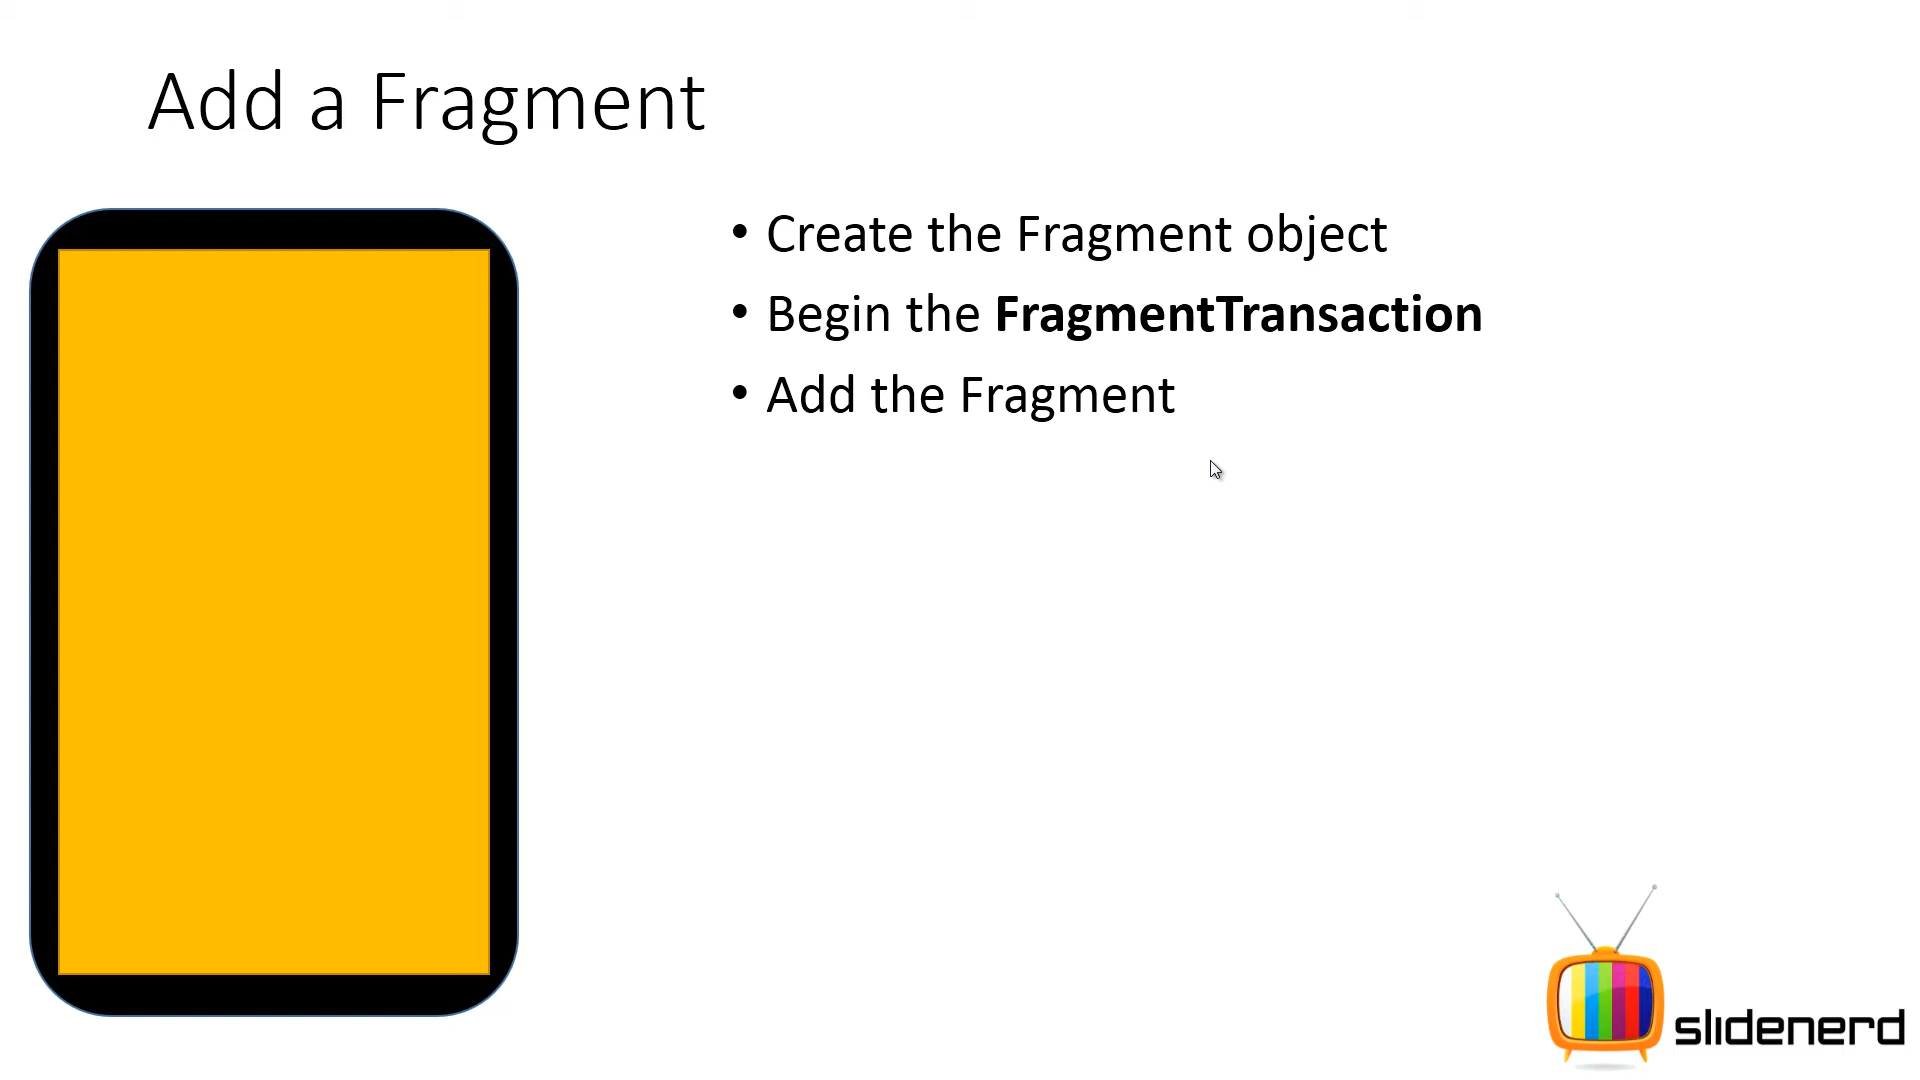 Add a Fragment
• Create the Fragment object
• Begin the FragmentTransaction
• Add the Fragment
slidenerd